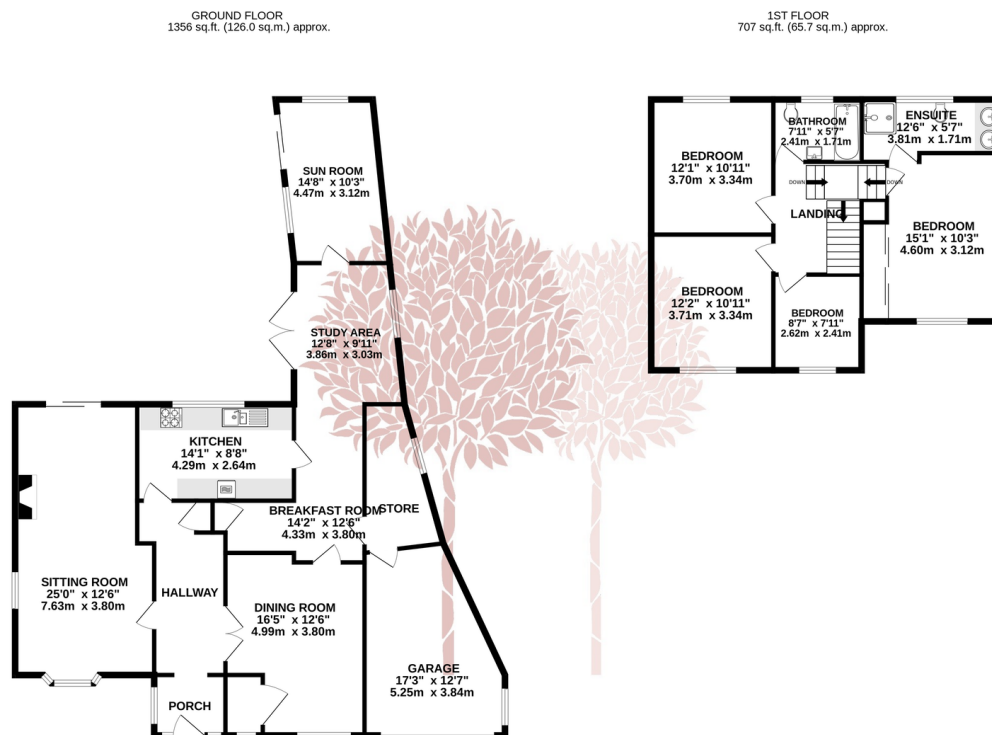 GROUND FLOOR
1356 sq.ft. (126.0 sq.m.) approx.
1ST FLOOR
707 sq.ft. (65.7 sq.m.) approx.
SUN ROOM
14'8" x 10'3"
4.47m x 3.12m
STUDY AREA
12'8" x 9'11"
3.86m x 3.03m
KITCHEN
14'1" x 8'8"
4.29m x 2.64m
BREAKFAST ROOM
14'2" x 12'6"
4.33m x 3.80m
STORE
SITTING ROOM
25'0" x 12'6"
7.63m x 3.80m
HALLWAY
DINING ROOM
16'5" x 12'6"
4.99m x 3.80m
GARAGE
17'3" x 12'7"
5.25m x 3.84m
PORCH
BEDROOM
12'1" x 10'11"
3.70m x 3.34m
BATHROOM
7'11" x 5'7"
2.41m x 1.71m
ENSUITE
12'6" x 5'7"
3.81m x 1.71m
DOWN
DOWN
LANDING
BEDROOM
15'1" x 10'3"
4.60m x 3.12m
BEDROOM
12'2" x 10'11"
3.71m x 3.34m
BEDROOM
8'7" x 7'11"
2.62m x 2.41m